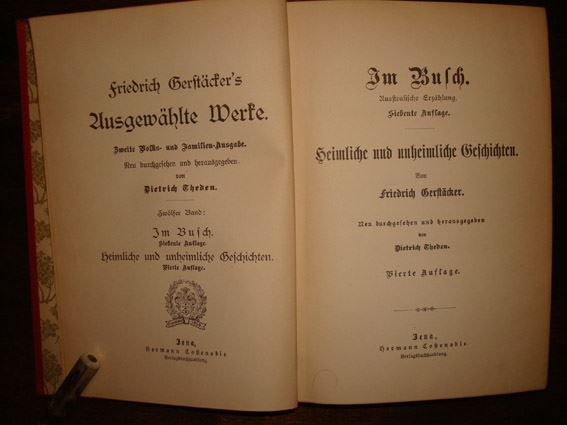 Friedrich Gerstäcker's
Ausgewählte Werke.
Zweite Volks- und Familien-Ausgabe.
Neu durchgesehen und herausgegeben
von
Dietrich Theden.
Zwölfter Band:
Im Busch.
Siebente Auflage.
Heimliche und unheimliche Geschichten.
Vierte Auflage.
Jena,
Hermann Costenoble
Verlagsbuchhandlung
Im Busch.
Australische Erzählung.
Siebente Auflage.
Heimliche und unheimliche Geschichten.
Von
Friedrich Gerstäcker.
Neu durchgesehen und herausgegeben
von
Dietrich Theden.
Vierte Auflage.
Jena,
Hermann Costenoble
Verlagsbuchhandlung